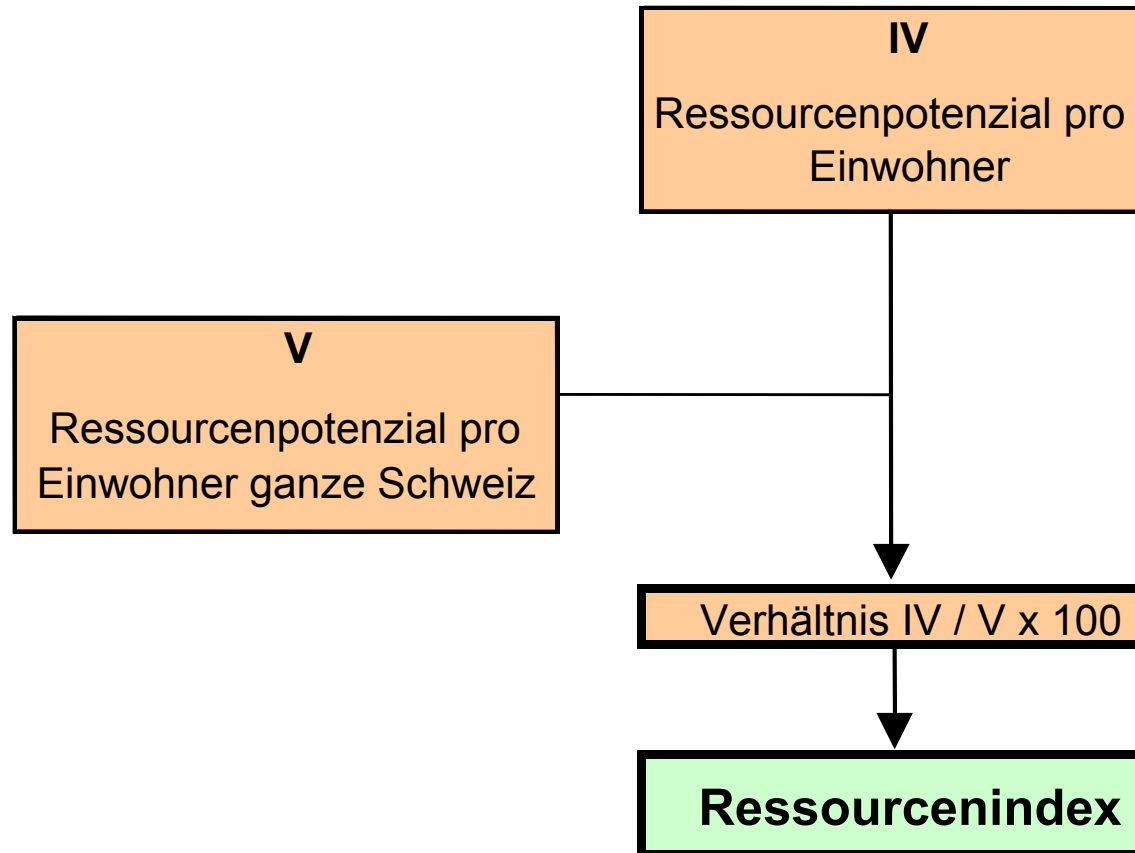 IV
Ressourcenpotenzial pro
Einwohner
V
Ressourcenpotenzial pro
Einwohner ganze Schweiz
Verhältnis IV / V x 100
Ressourcenindex